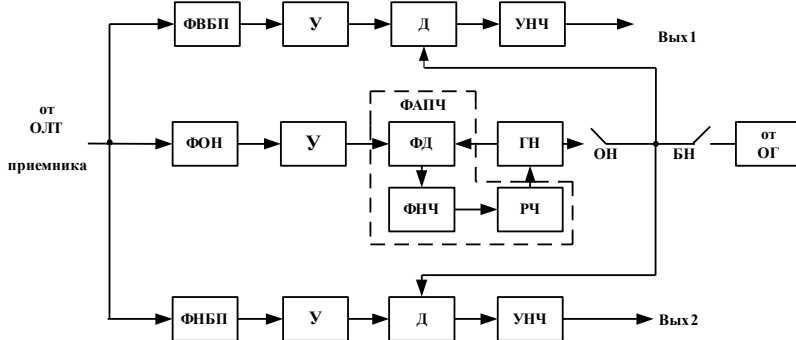 ФВБП У Д УНЧ Вых1
ФАПЧ
от
ОЛТ
приемника
ФОН У ФД ГН ОН БН от ОГ
ФНЧ РЧ
ФНБП У Д УНЧ Вых2